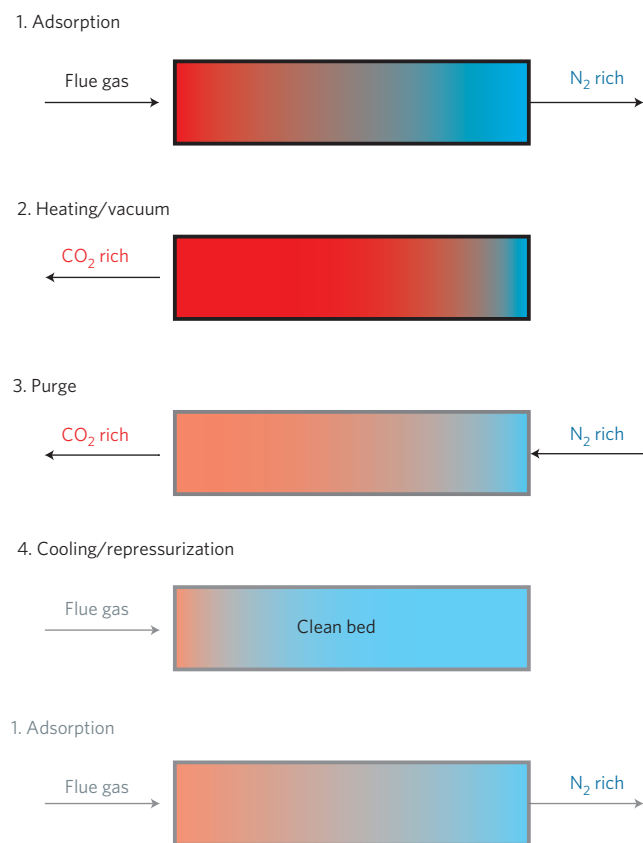 1. Adsorption
Flue gas
N₂ rich
2. Heating/vacuum
CO₂ rich
3. Purge
CO₂ rich
N₂ rich
4. Cooling/repressurization
Flue gas
Clean bed
1. Adsorption
Flue gas
N₂ rich